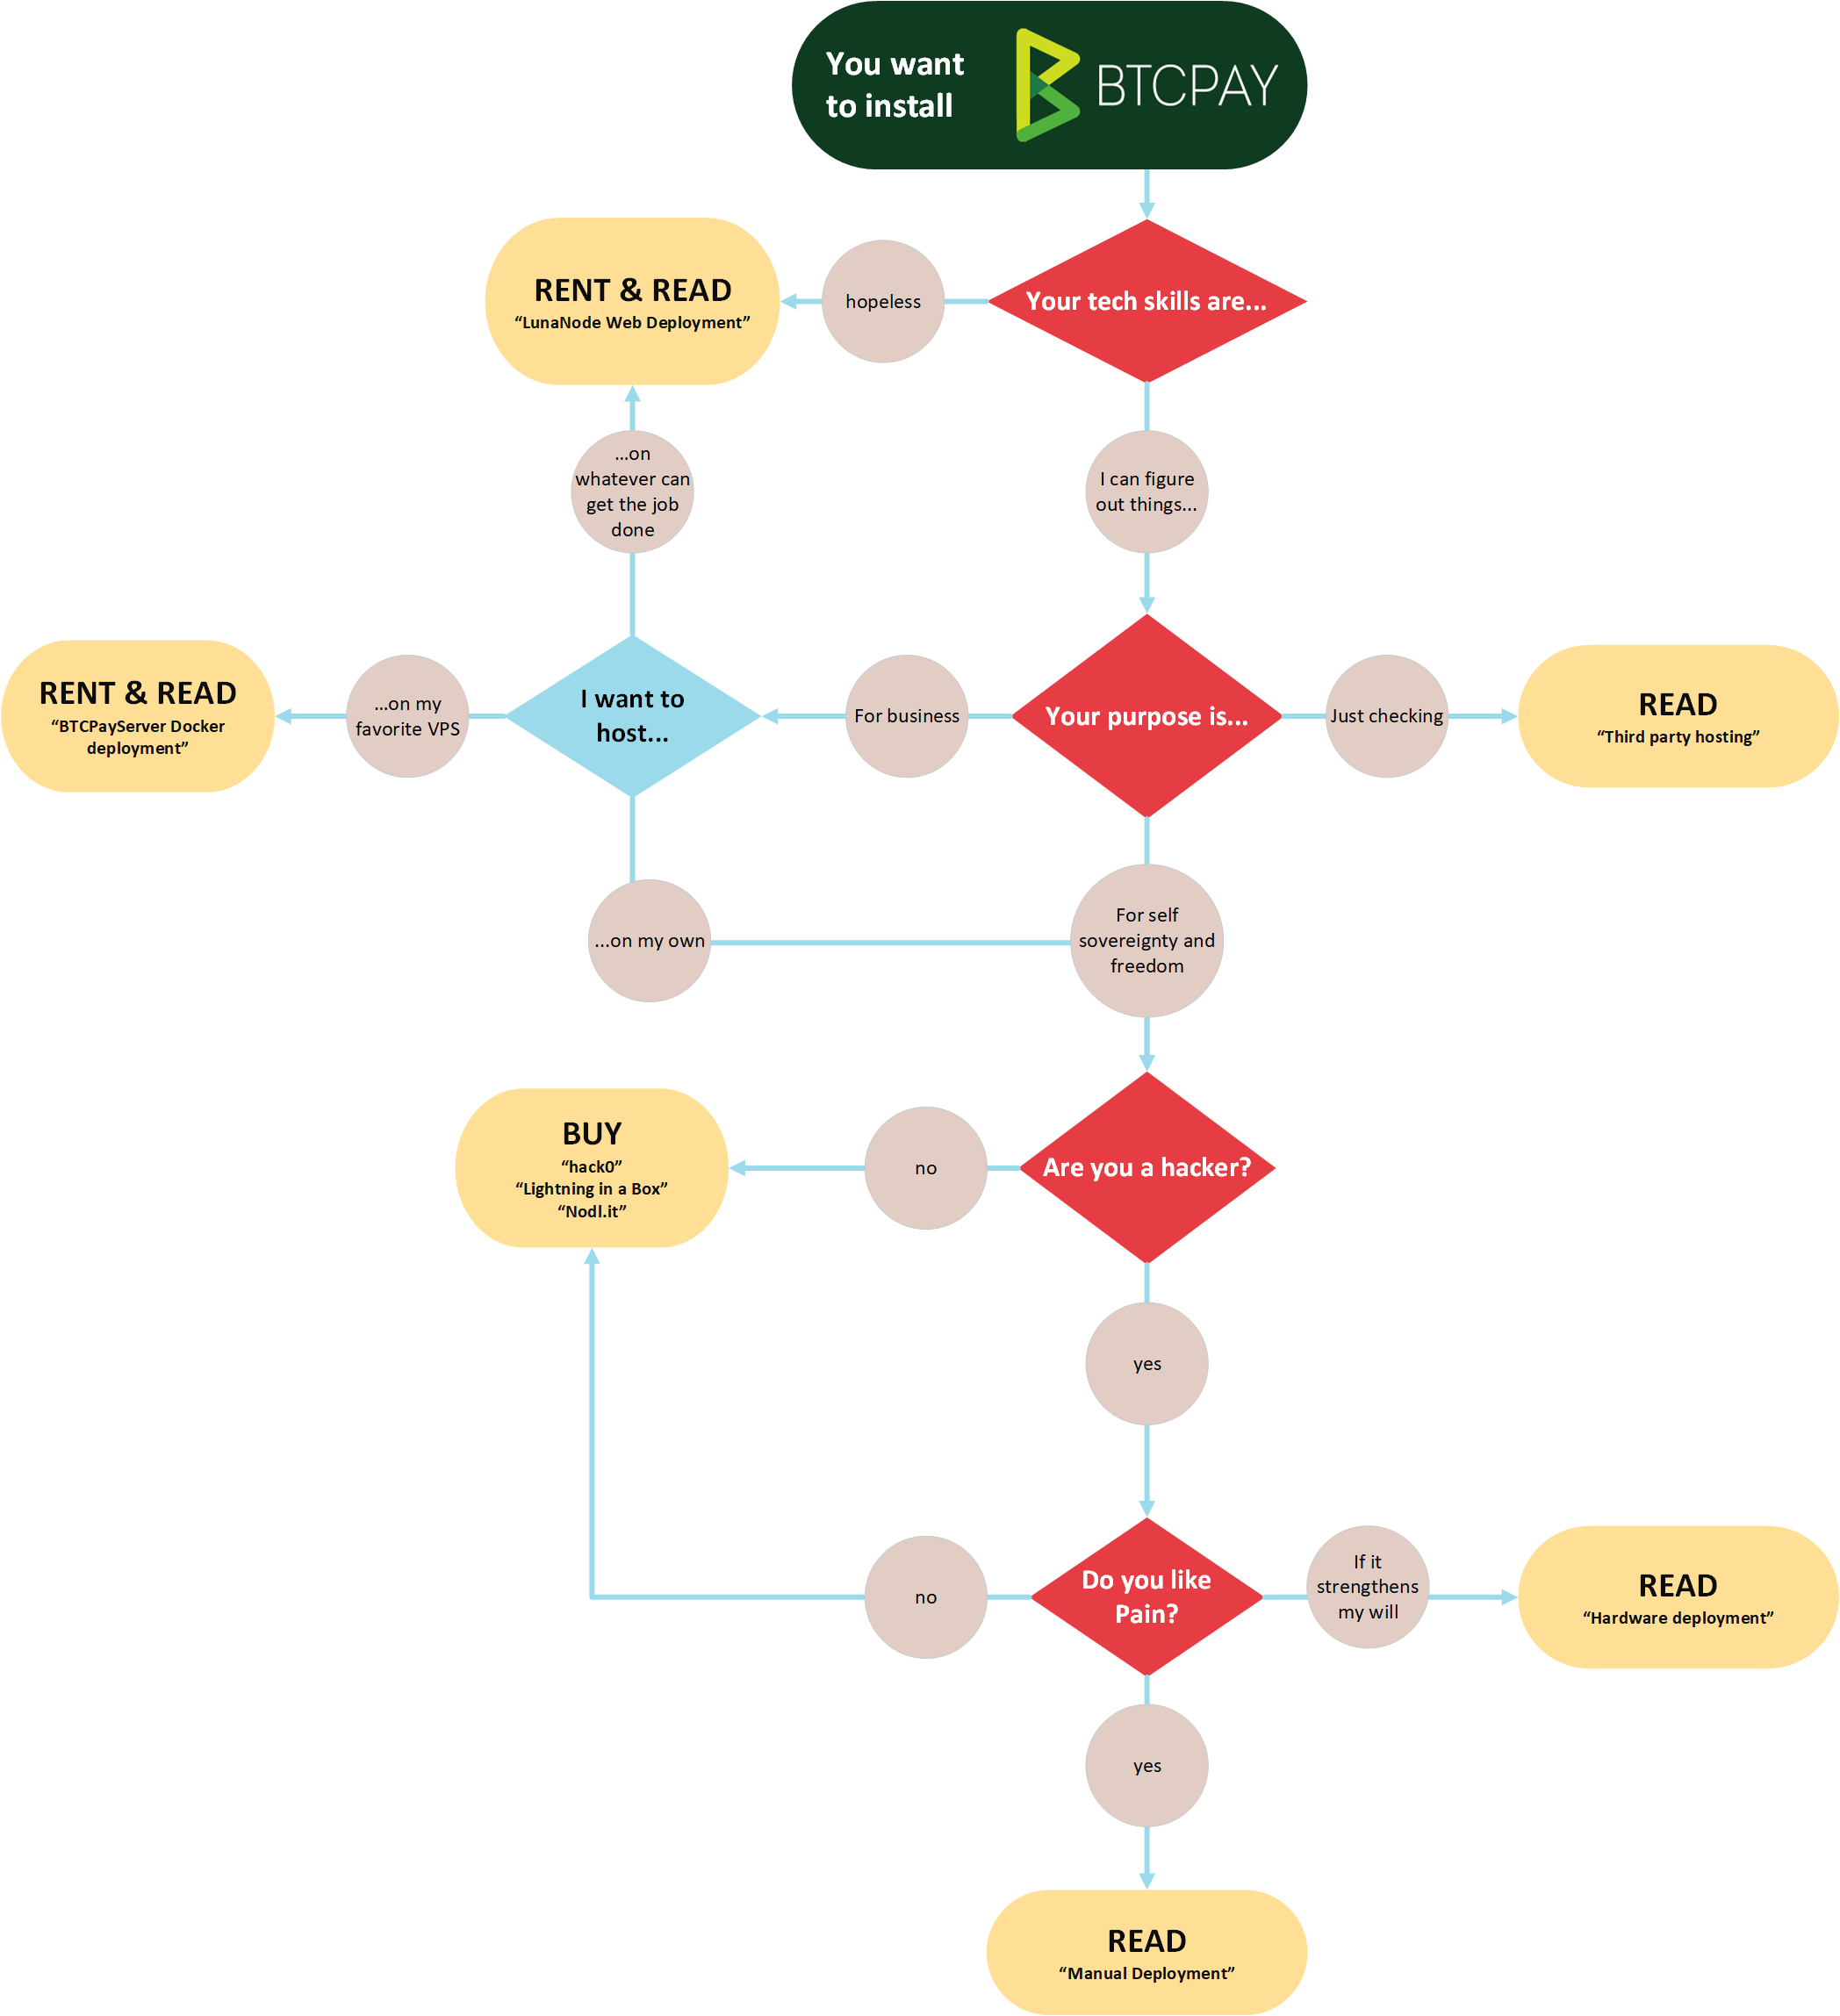 You want
to install
BTCPAY
RENT & READ
“LunaNode Web Deployment”
hopeless
Your tech skills are...
...on
whatever can
get the job
done
I can figure
out things...
RENT & READ
“BTCPayServer Docker
deployment”
...on my
favorite VPS
I want to
host...
For business
Your purpose is...
Just checking
READ
“Third party hosting”
...on my own
For self
sovereignty and
freedom
BUY
“hack0”
“Lightning in a Box”
“Nodl.it”
no
Are you a hacker?
yes
no
Do you like
Pain?
If it
strengthens
my will
READ
“Hardware deployment”
yes
READ
“Manual Deployment”